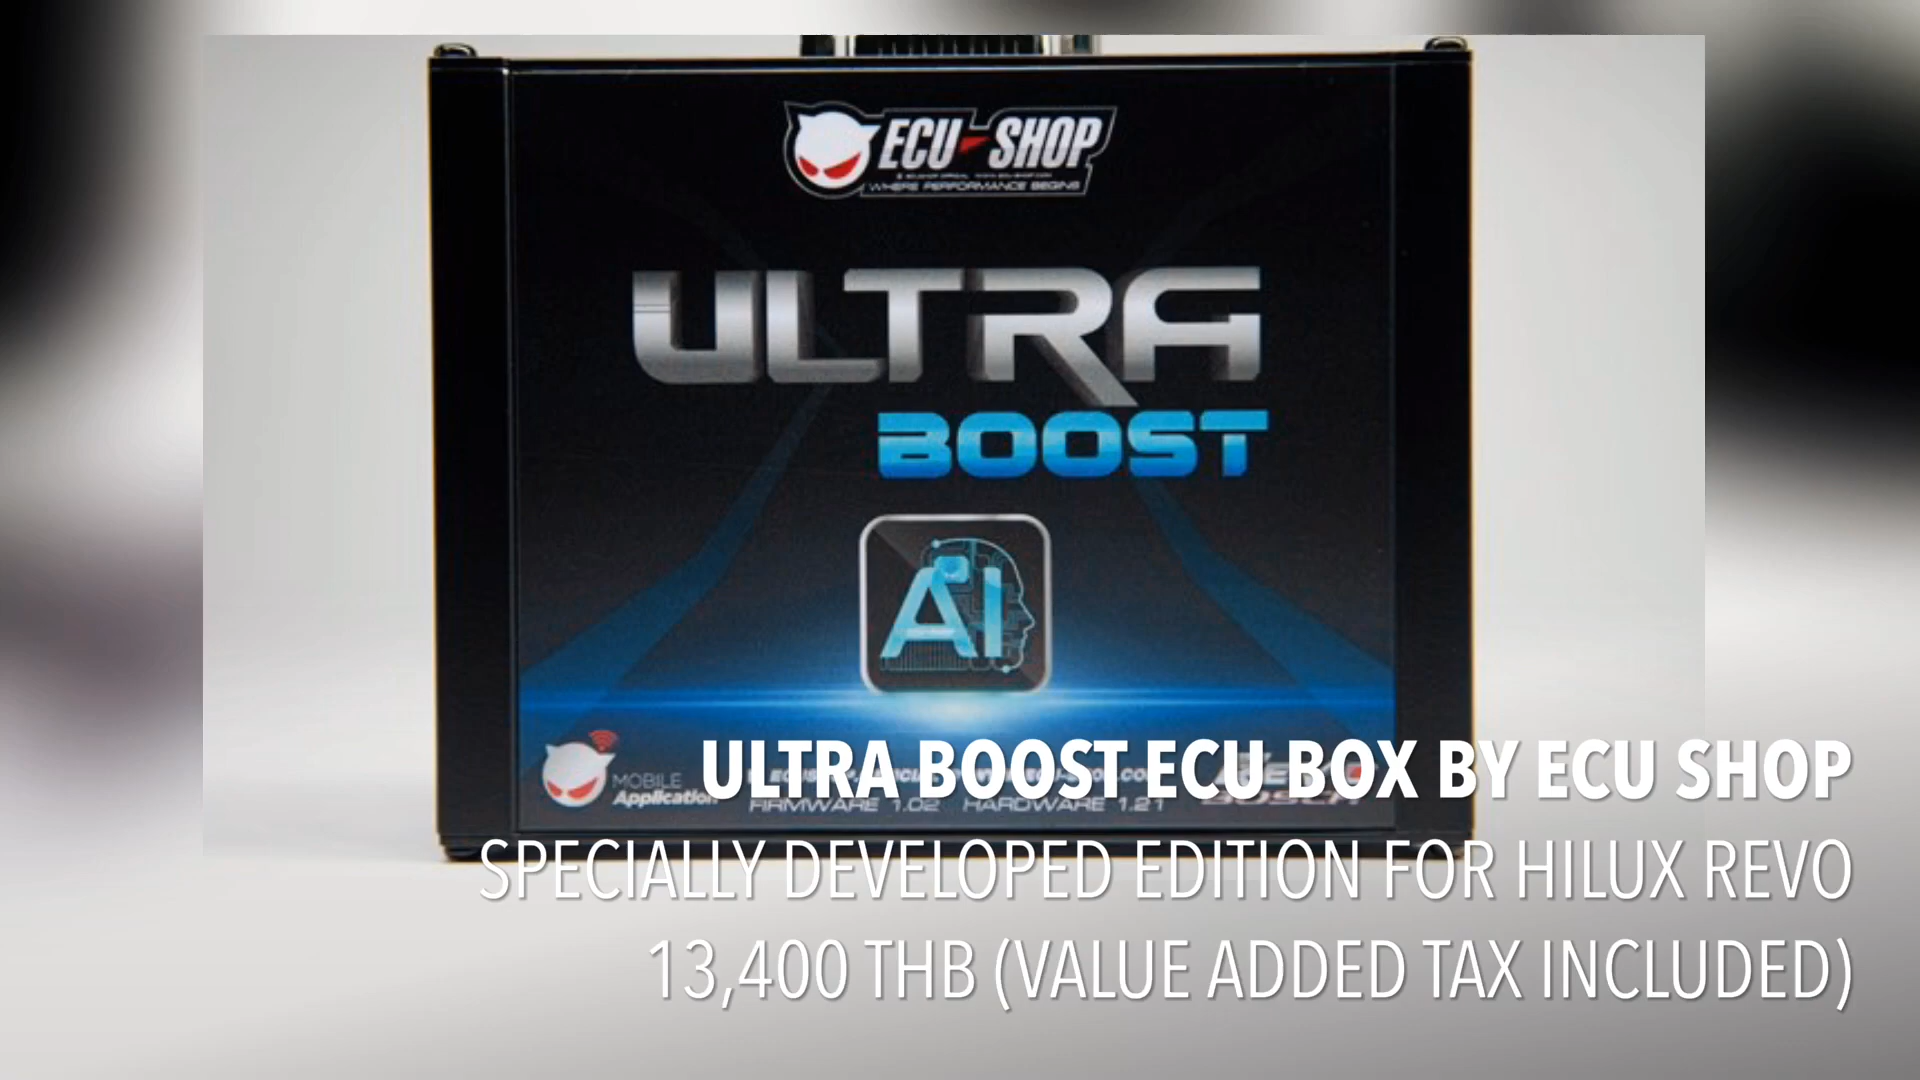 ECU-SHOP
WHERE PERFORMANCE BEGINS
ULTRA
BOOST
AI
MOBILE
Application
FIRMWARE 1.02 HARDWARE 1.21
ULTRA BOOST ECU BOX BY ECU SHOP
SPECIALLY DEVELOPED EDITION FOR HILUX REVO
13,400 THB (VALUE ADDED TAX INCLUDED)